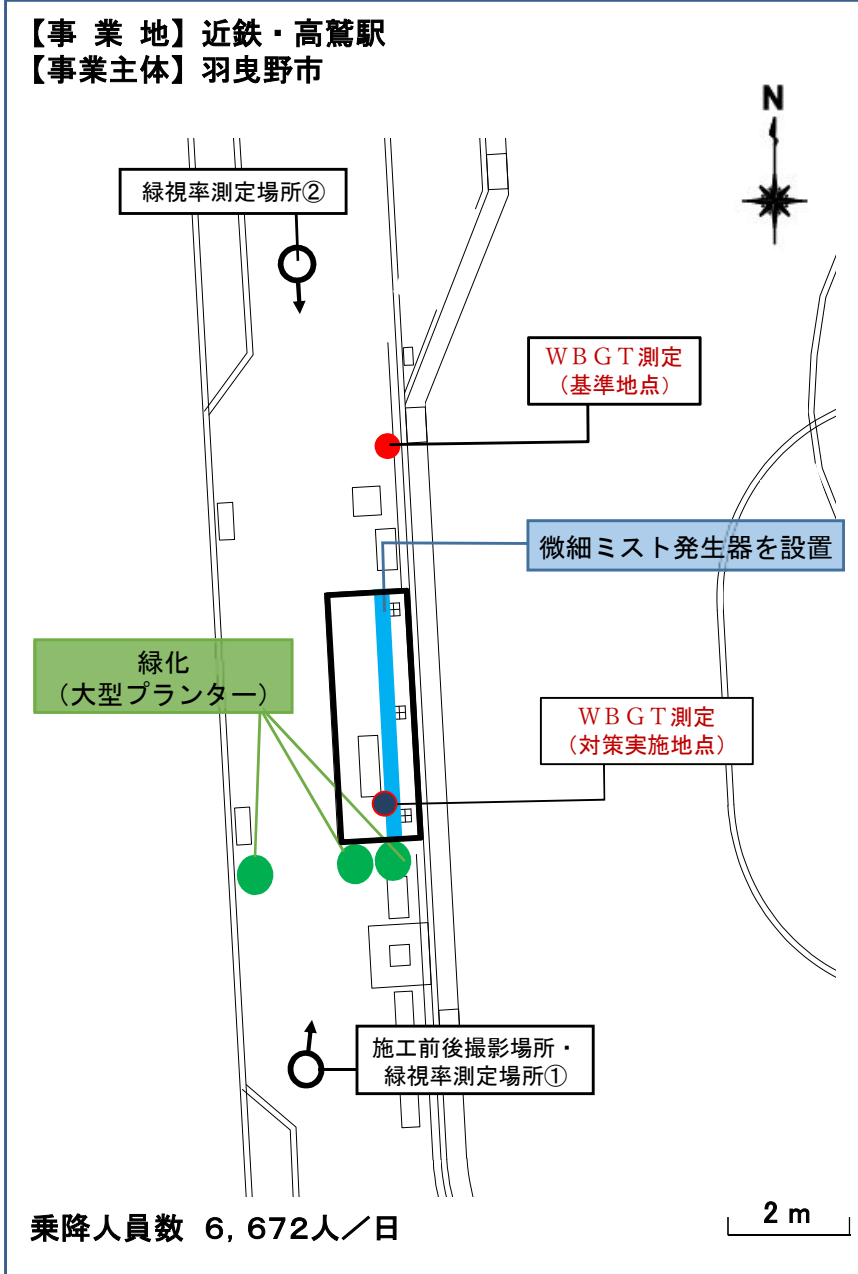 【事 業 地】近鉄・高鷲駅
【事業主体】羽曳野市
N
緑視率測定場所②
ＷＢＧＴ測定
（基準地点）
微細ミスト発生器を設置
緑化
（大型プランター）
ＷＢＧＴ測定
（対策実施地点）
施工前後撮影場所・
緑視率測定場所①
乗降人員数 ６，６７２人／日
2 m